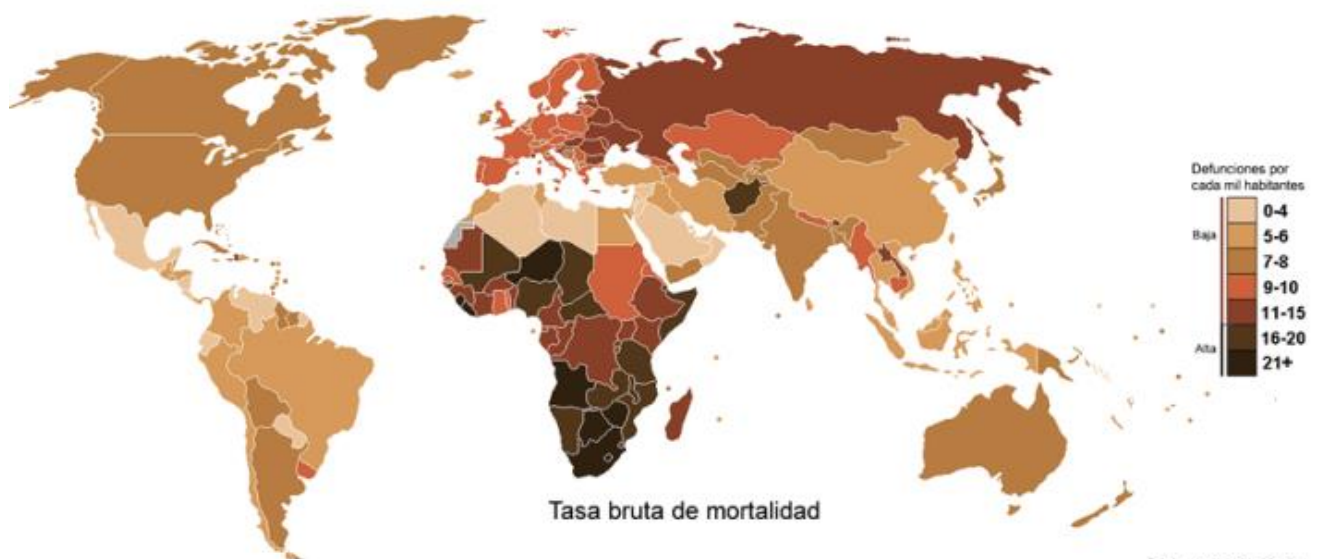 Defunciones por
cada mil habitantes
0-4
Baja
5-6
7-8
9-10
11-15
Alta
16-20
21+
Tasa bruta de mortalidad